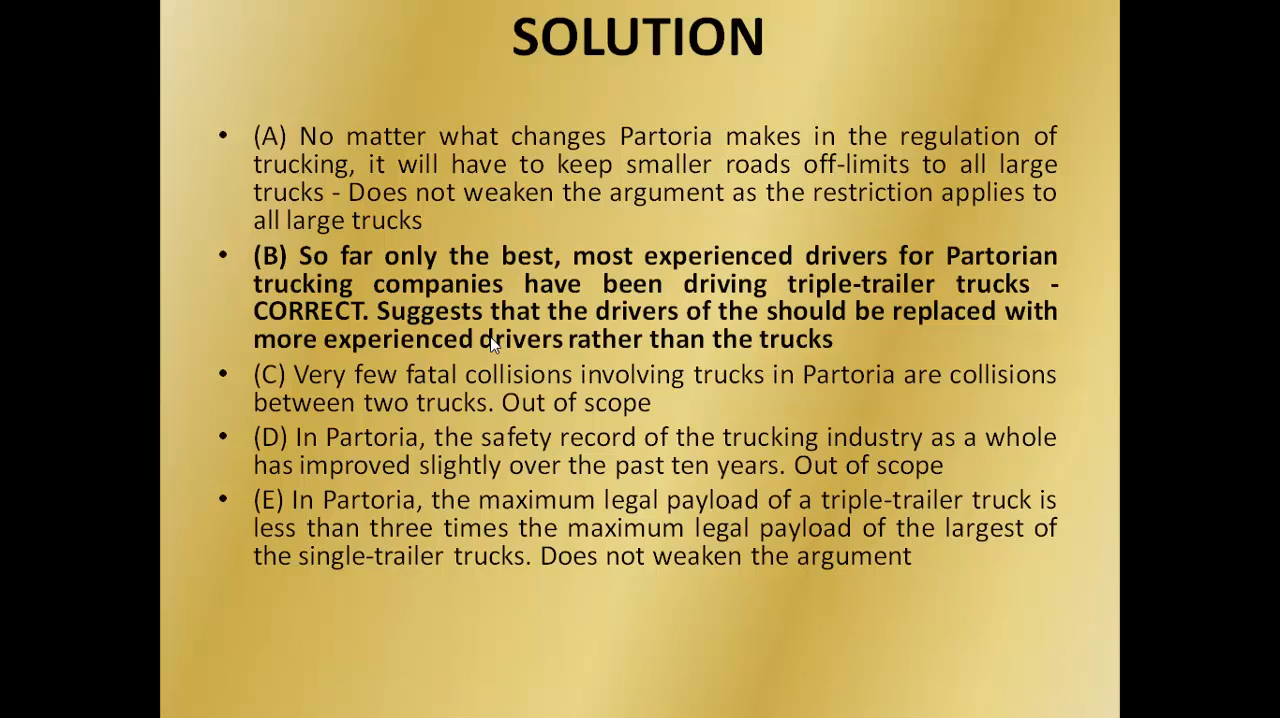 SOLUTION
• (A) No matter what changes Partoria makes in the regulation of
trucking, it will have to keep smaller roads off-limits to all large
trucks - Does not weaken the argument as the restriction applies to
all large trucks
• (B) So far only the best, most experienced drivers for Partorian
trucking companies have been driving triple-trailer trucks -
CORRECT. Suggests that the drivers of the should be replaced with
more experienced drivers rather than the trucks
• (C) Very few fatal collisions involving trucks in Partoria are collisions
between two trucks. Out of scope
• (D) In Partoria, the safety record of the trucking industry as a whole
has improved slightly over the past ten years. Out of scope
• (E) In Partoria, the maximum legal payload of a triple-trailer truck is
less than three times the maximum legal payload of the largest of
the single-trailer trucks. Does not weaken the argument